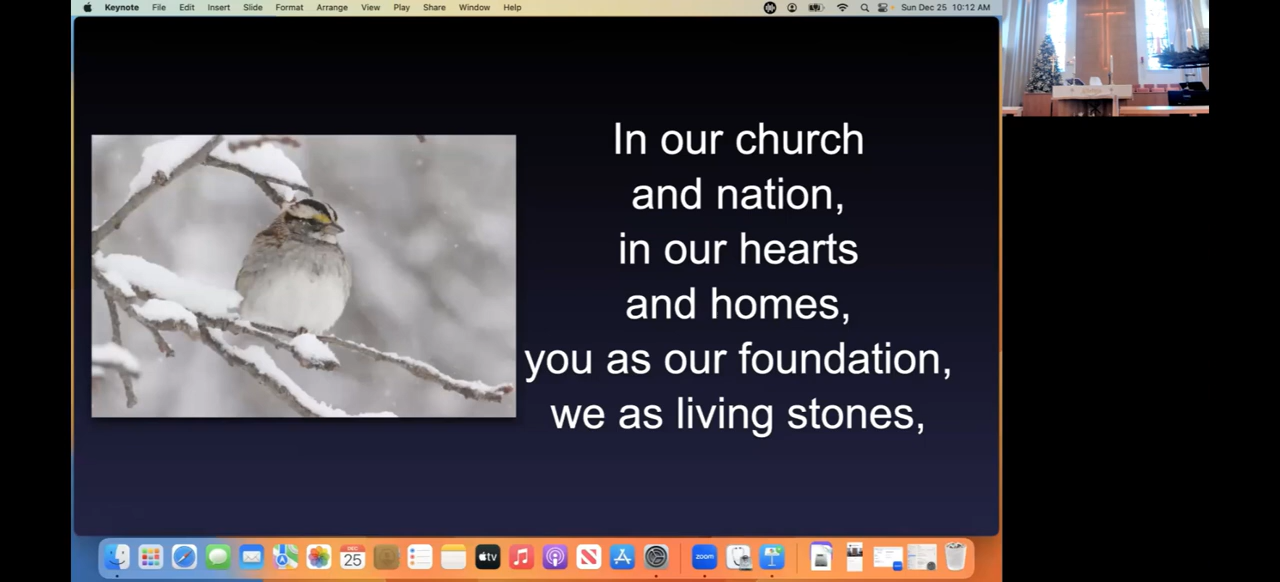 Keynote File Edit Insert Slide Format Arrange View Play Share Window Help Sun Dec 25 10:12 AM
In our church
and nation,
in our hearts
and homes,
you as our foundation,
we as living stones,
DEC
25
tv
zoom